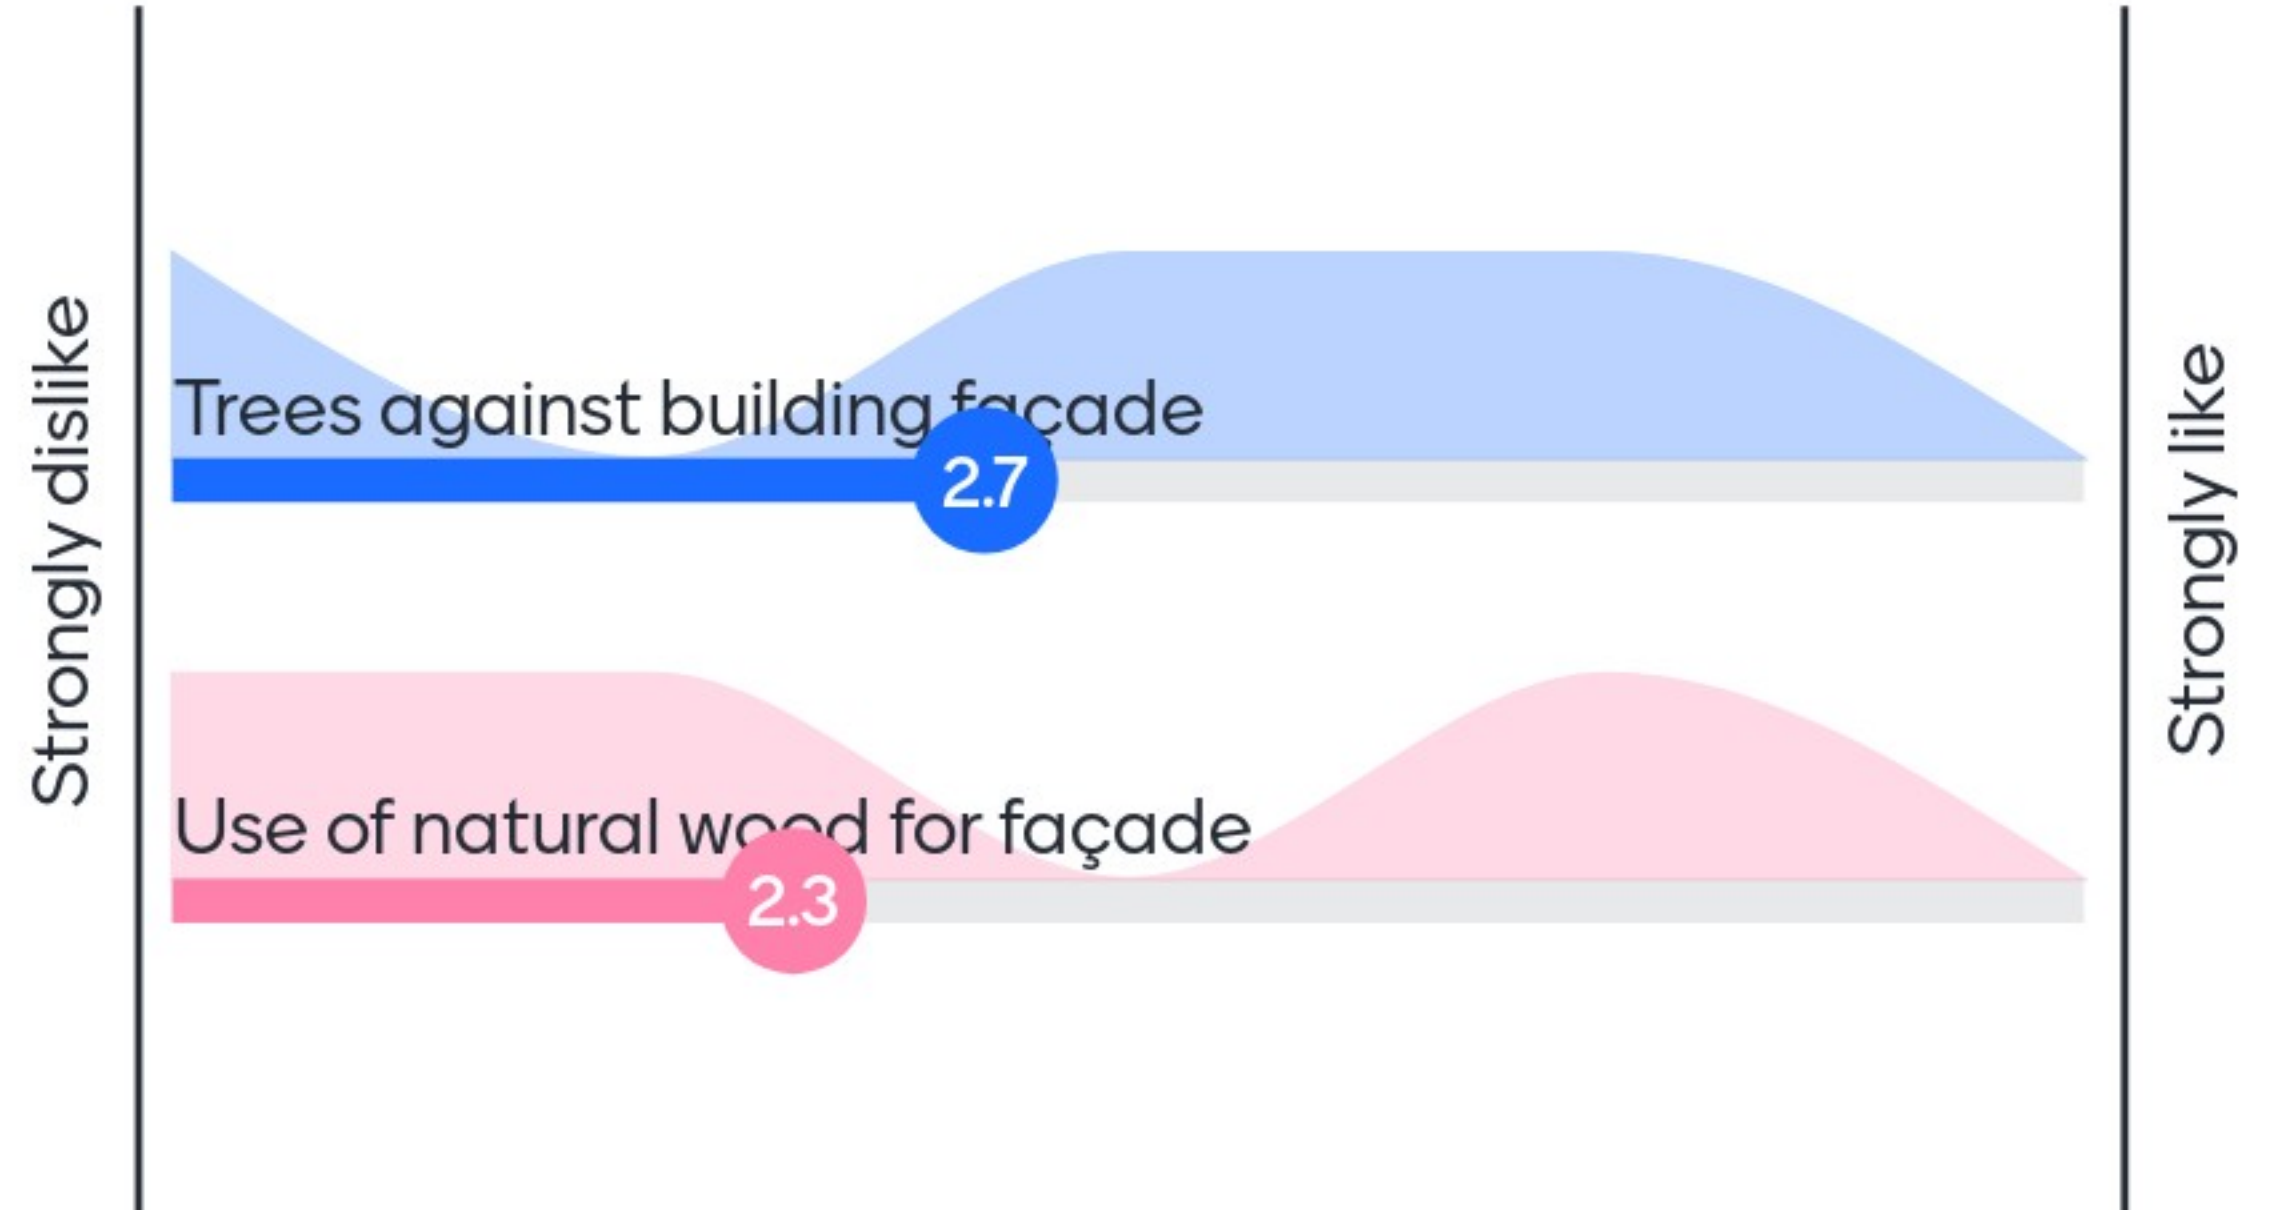 Strongly dislike
Trees against building façade
2.7
Use of natural wood for façade
2.3
Strongly like